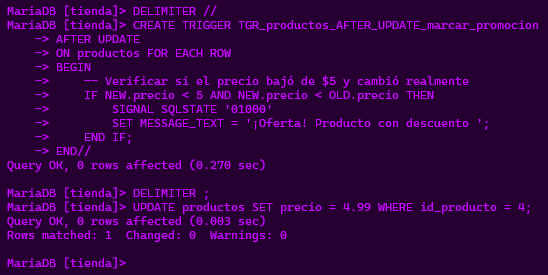 MariaDB [tienda]> DELIMITER //
MariaDB [tienda]> CREATE TRIGGER TGR_productos_AFTER_UPDATE_marcar_promocion
    -> AFTER UPDATE
    -> ON productos FOR EACH ROW
    -> BEGIN
    ->     -- Verificar si el precio bajó de $5 y cambió realmente
    ->     IF NEW.precio < 5 AND NEW.precio < OLD.precio THEN
    ->         SIGNAL SQLSTATE '01000'
    ->         SET MESSAGE_TEXT = '¡Oferta! Producto con descuento ';
    ->     END IF;
    -> END//
Query OK, 0 rows affected (0.270 sec)
MariaDB [tienda]> DELIMITER ;
MariaDB [tienda]> UPDATE productos SET precio = 4.99 WHERE id_producto = 4;
Query OK, 0 rows affected (0.003 sec)
Rows matched: 1  Changed: 0  Warnings: 0
MariaDB [tienda]>